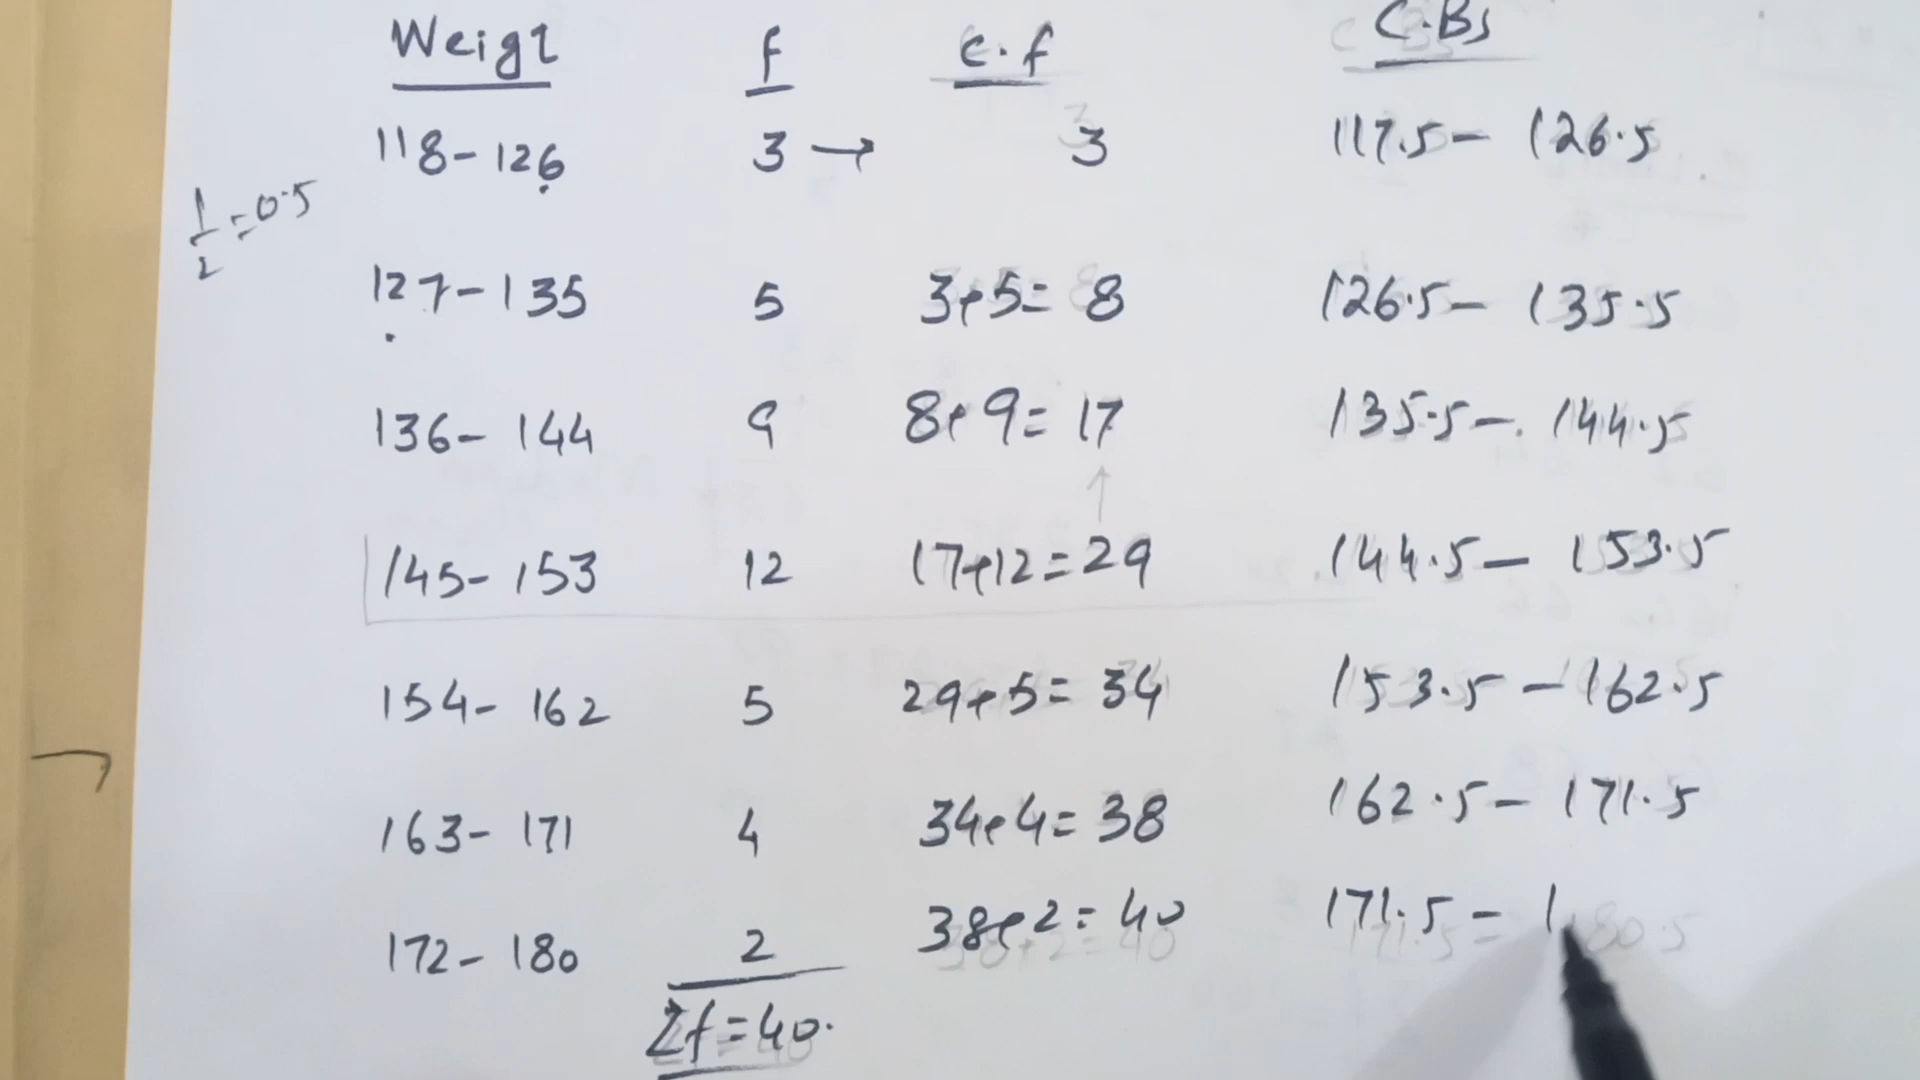 Weigt f c.f C.Bs
118-126 3 → 3 117.5- 126.5
1/2 = 0.5
127-135 5 3+5= 8 126.5- 135.5
136- 144 9 8+9= 17 135.5- 144.5
145- 153 12 17+12=29 144.5- 153.5
154- 162 5 29+5= 34 153.5 -162.5
163- 171 4 34+4= 38 162.5- 171.5
172- 180 2 38+2= 40 171.5 - 1
Σf=40.